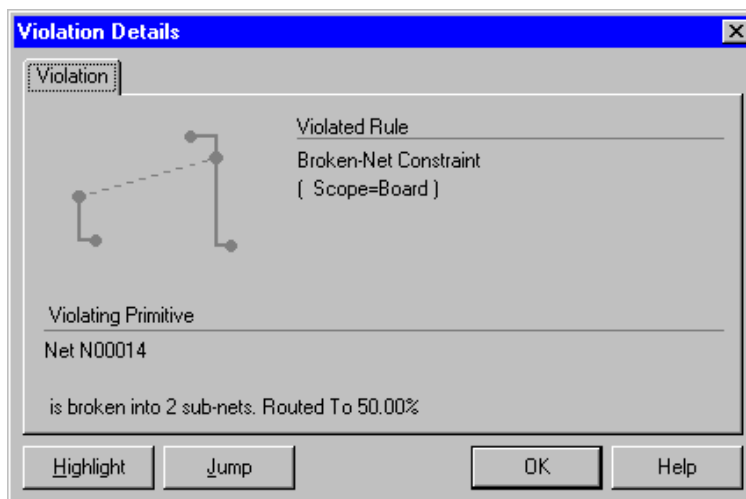 Violation Details
Violation
Violated Rule
Broken-Net Constraint
( Scope=Board )
Violating Primitive
Net N00014
is broken into 2 sub-nets. Routed To 50.00%
Highlight
Jump
OK
Help